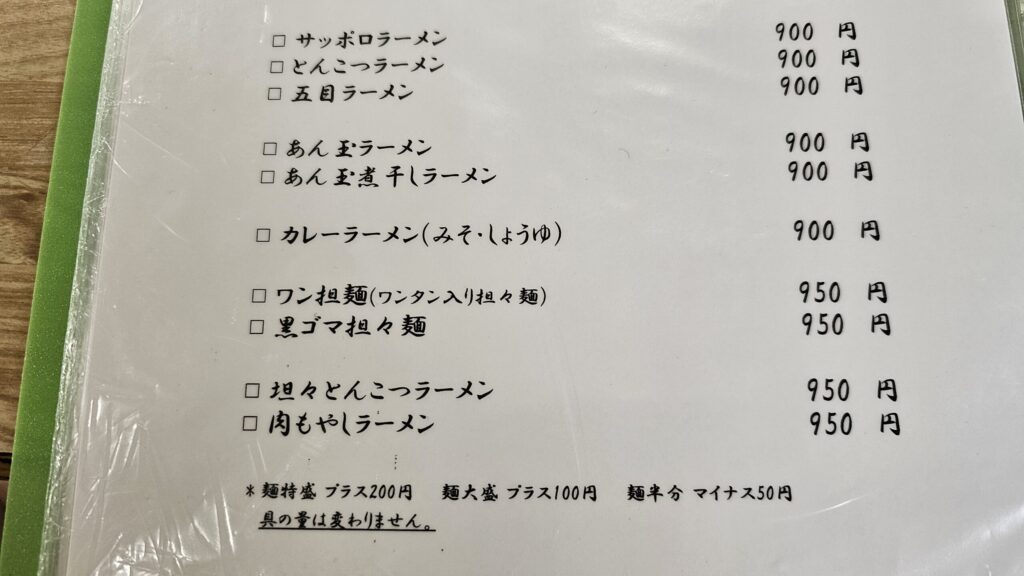 □ サッポロラーメン 900 円
□ とんこつラーメン 900 円
□ 五目ラーメン 900 円
□ あん玉ラーメン 900 円
□ あん玉煮干しラーメン 900 円
□ カレーラーメン(みそ・しょうゆ) 900 円
□ ワン担麺(ワンタン入り担々麺) 950 円
□ 黒ゴマ担々麺 950 円
□ 坦々とんこつラーメン 950 円
□ 肉もやしラーメン 950 円
*麺特盛 プラス200円 麺大盛 プラス100円 麺半分 マイナス50円
具の量は変わりません。